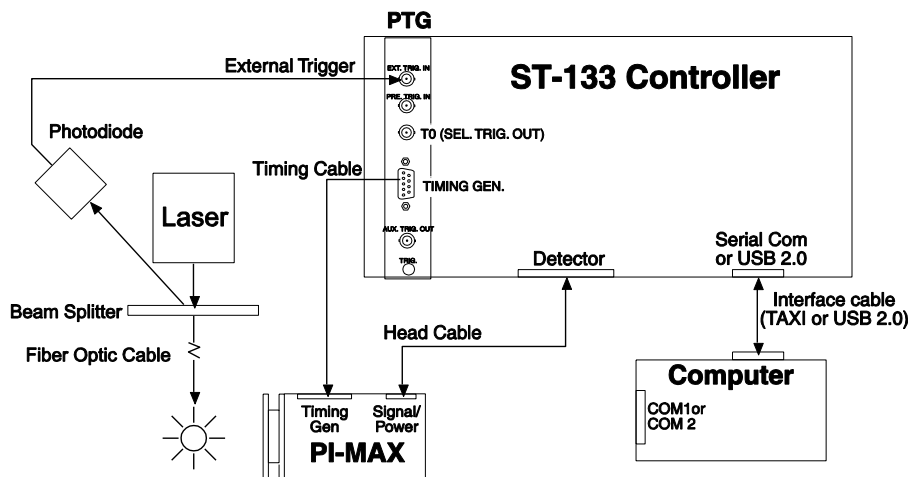 PTG
EXT. TRIG. IN
External Trigger
ST-133 Controller
PRE. TRIG. IN
Photodiode
T0 (SEL. TRIG. OUT)
Timing Cable
TIMING GEN.
Laser
AUX. TRIG. OUT
Serial Com
or USB 2.0
Detector
TRIG.
Beam Splitter
Interface cable
(TAXI or USB 2.0)
Head Cable
Fiber Optic Cable
Computer
Timing
Gen
Signal/
Power
COM1or
COM 2
PI-MAX